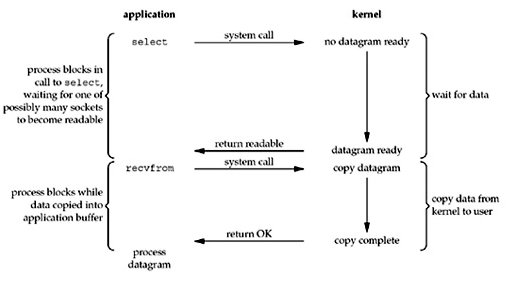 application kernel
select system call no datagram ready
process blocks in
call to select,
waiting for one of
possibly many sockets
to become readable
wait for data
return readable datagram ready
recvfrom system call copy datagram
process blocks while
data copied into
application buffer
copy data from
kernel to user
return OK copy complete
process
datagram